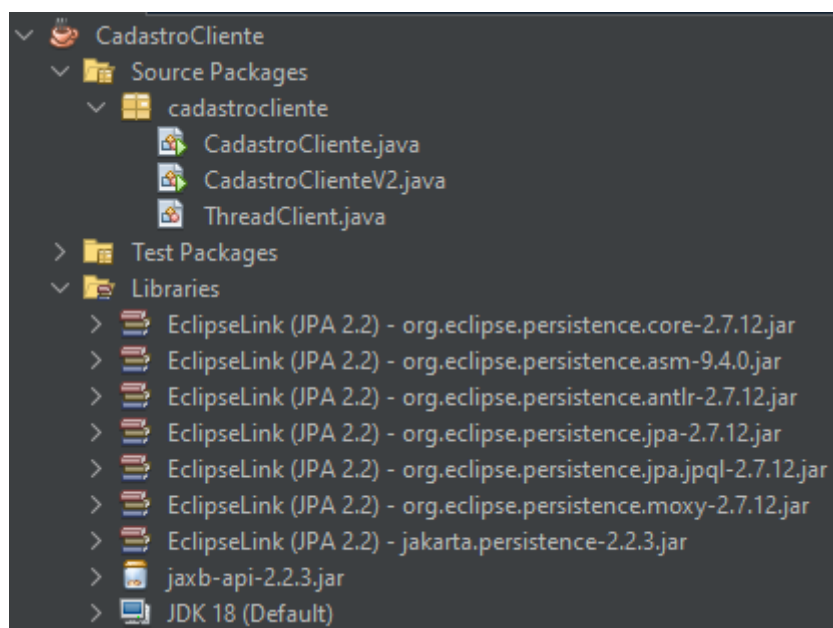 CadastroCliente
Source Packages
cadastrocliente
CadastroCliente.java
CadastroClienteV2.java
ThreadClient.java
Test Packages
Libraries
EclipseLink (JPA 2.2) - org.eclipse.persistence.core-2.7.12.jar
EclipseLink (JPA 2.2) - org.eclipse.persistence.asm-9.4.0.jar
EclipseLink (JPA 2.2) - org.eclipse.persistence.antlr-2.7.12.jar
EclipseLink (JPA 2.2) - org.eclipse.persistence.jpa-2.7.12.jar
EclipseLink (JPA 2.2) - org.eclipse.persistence.jpa.jpql-2.7.12.jar
EclipseLink (JPA 2.2) - org.eclipse.persistence.moxy-2.7.12.jar
EclipseLink (JPA 2.2) - jakarta.persistence-2.2.3.jar
jaxb-api-2.2.3.jar
JDK 18 (Default)